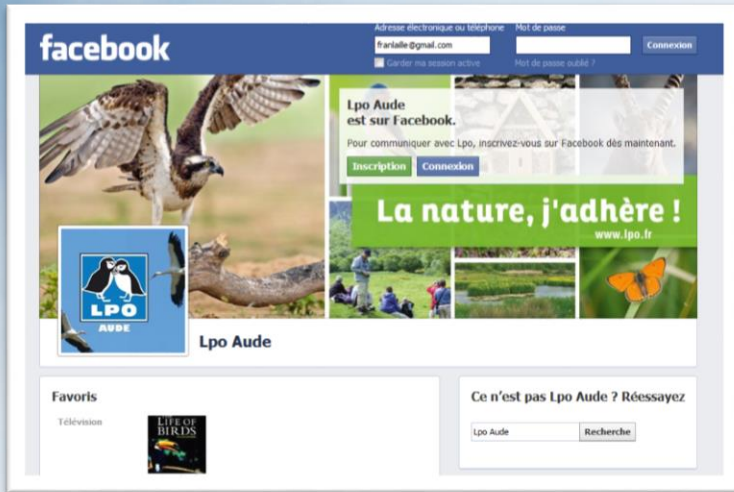 facebook
Adresse électronique ou téléphone
Mot de passe
franlaille@gmail.com
Connexion
Garder ma session active
Mot de passe oublié ?
Lpo Aude
est sur Facebook.
Pour communiquer avec Lpo, inscrivez-vous sur Facebook dès maintenant.
Inscription Connexion
La nature, j'adhère !
www.lpo.fr
LPO
AUDE
Lpo Aude
Favoris
Télévision
LIFE OF
BIRDS
Ce n'est pas Lpo Aude ? Réessayez
Lpo Aude
Recherche